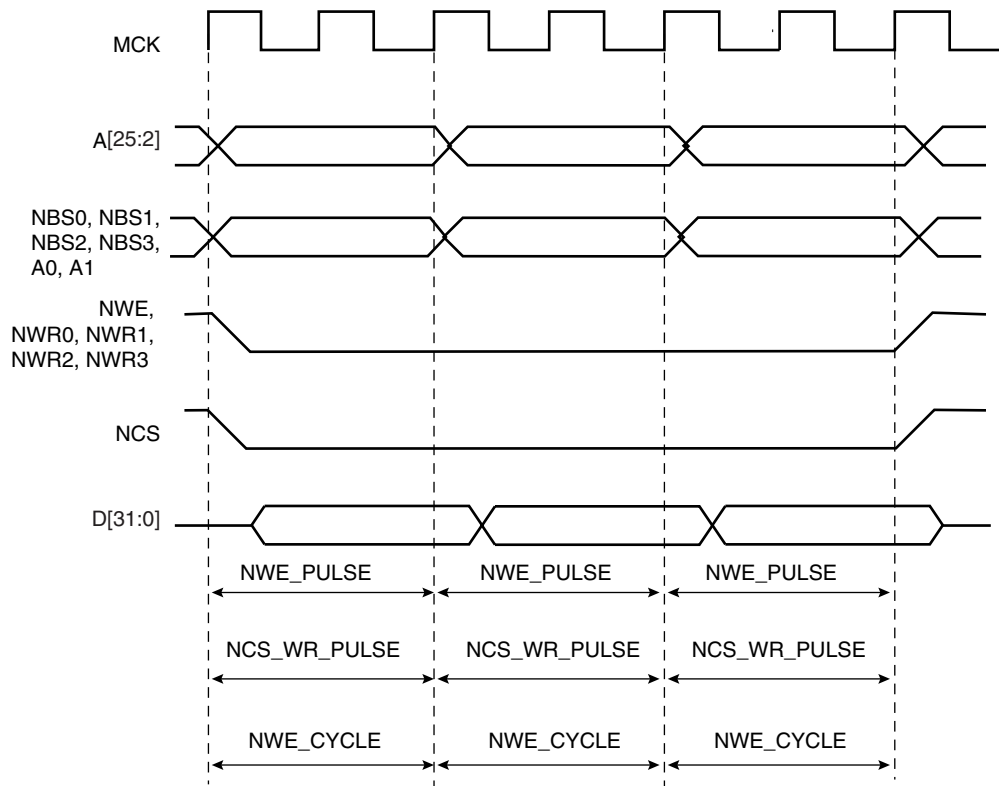 MCK
A[25:2]
NBS0, NBS1,
NBS2, NBS3,
A0, A1
NWE,
NWR0, NWR1,
NWR2, NWR3
NCS
D[31:0]
NWE_PULSE NWE_PULSE NWE_PULSE
NCS_WR_PULSE NCS_WR_PULSE NCS_WR_PULSE
NWE_CYCLE NWE_CYCLE NWE_CYCLE